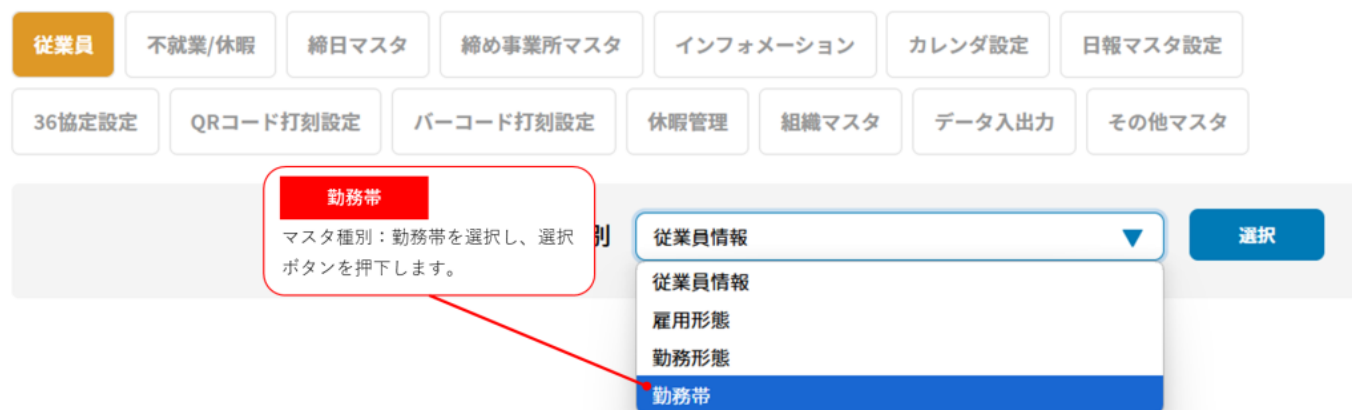 従業員
不就業/休暇
締日マスタ
締め事業所マスタ
インフォメーション
カレンダ設定
日報マスタ設定
36協定設定
QRコード打刻設定
バーコード打刻設定
休暇管理
組織マスタ
データ入出力
その他マスタ
勤務帯
マスタ種別：勤務帯を選択し、選択
ボタンを押下します。
別
従業員情報
選択
従業員情報
雇用形態
勤務形態
勤務帯